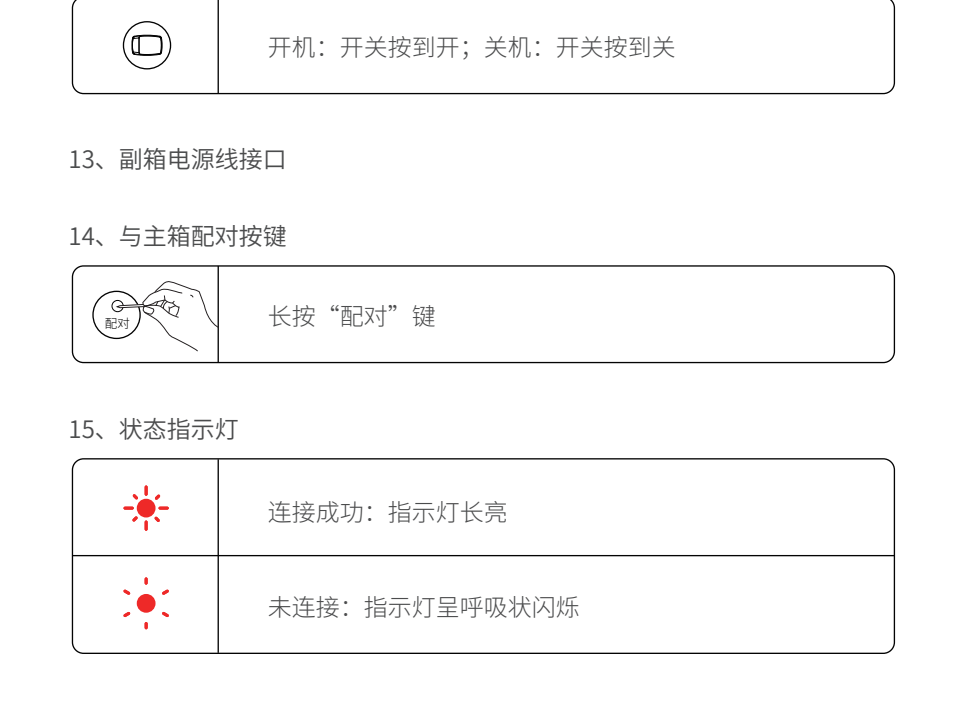 开机：开关按到开；关机：开关按到关
13、副箱电源线接口
14、与主箱配对按键
配对
长按“配对”键
15、状态指示灯
连接成功：指示灯长亮
未连接：指示灯呈呼吸状闪烁